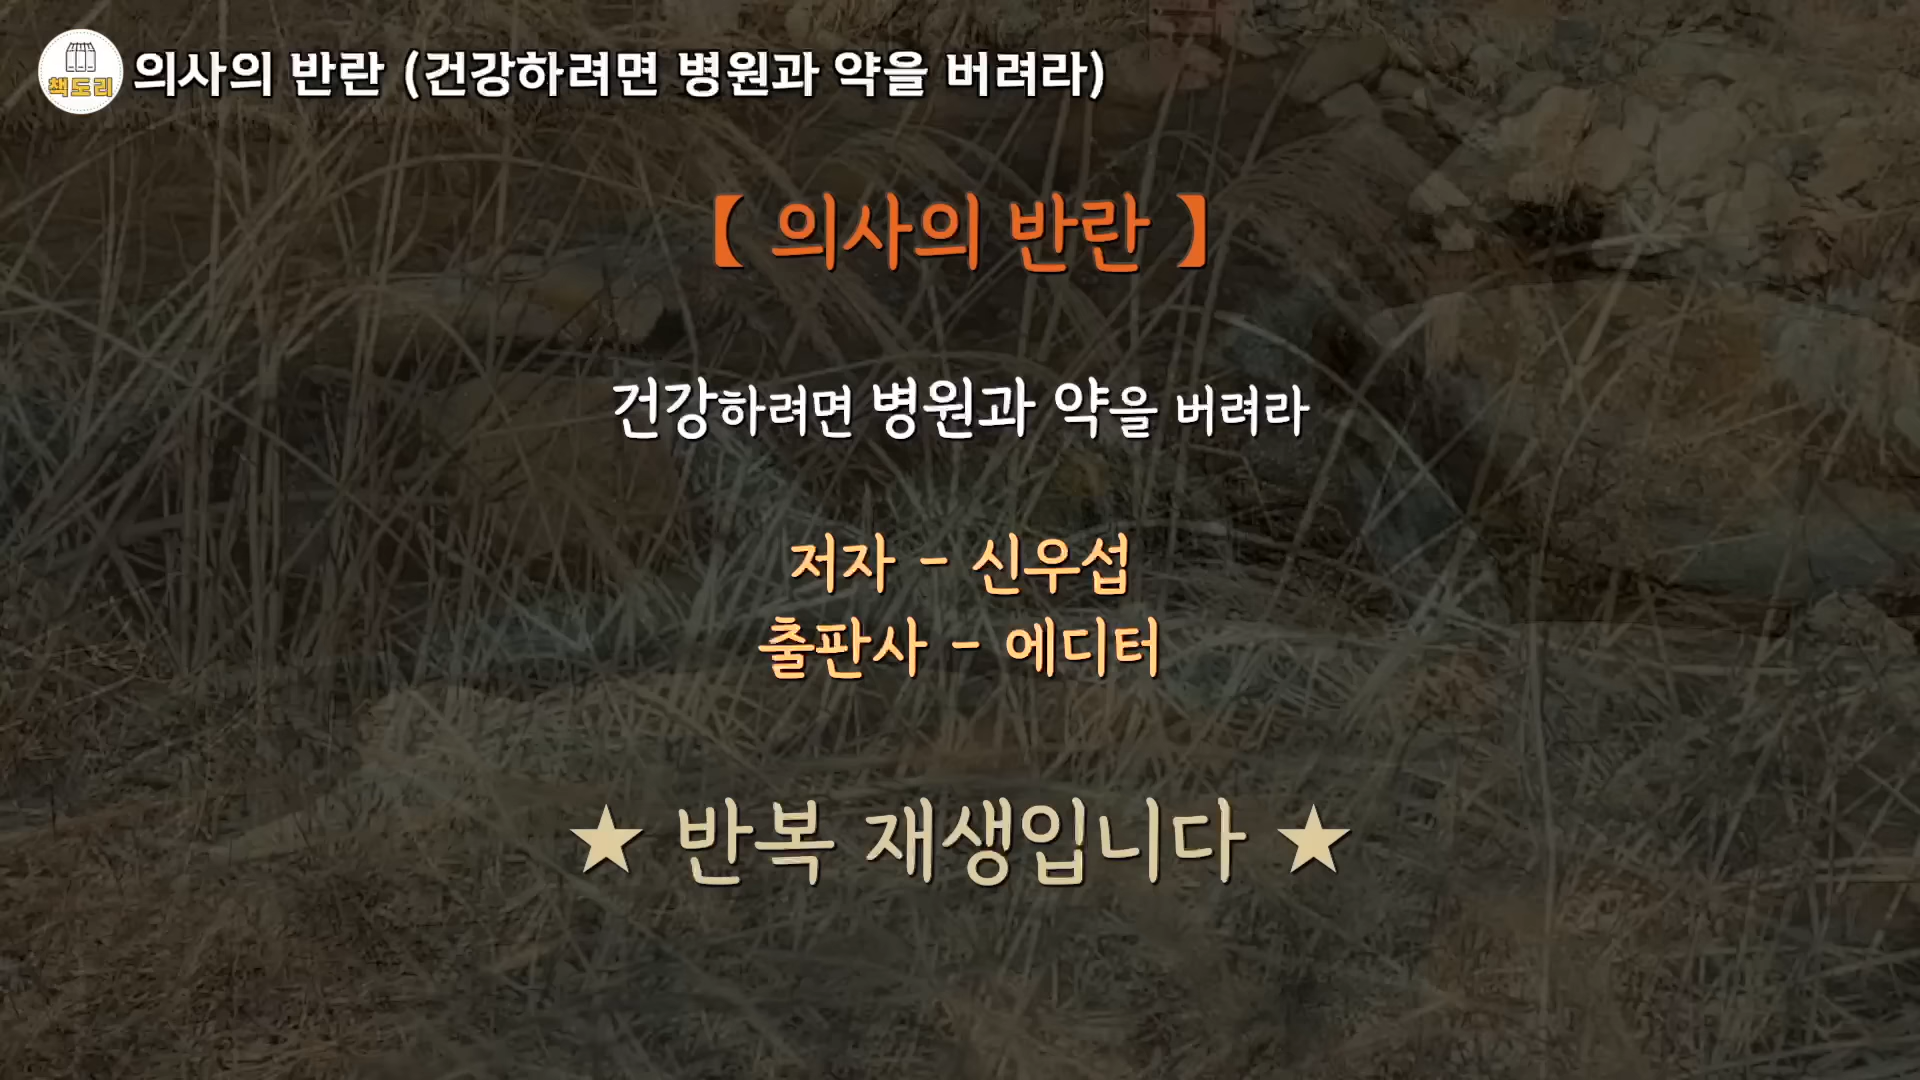 책도리
의사의 반란 (건강하려면 병원과 약을 버려라)
【 의사의 반란 】
건강하려면 병원과 약을 버려라
저자 - 신우섭
출판사 - 에디터
★ 반복 재생입니다 ★